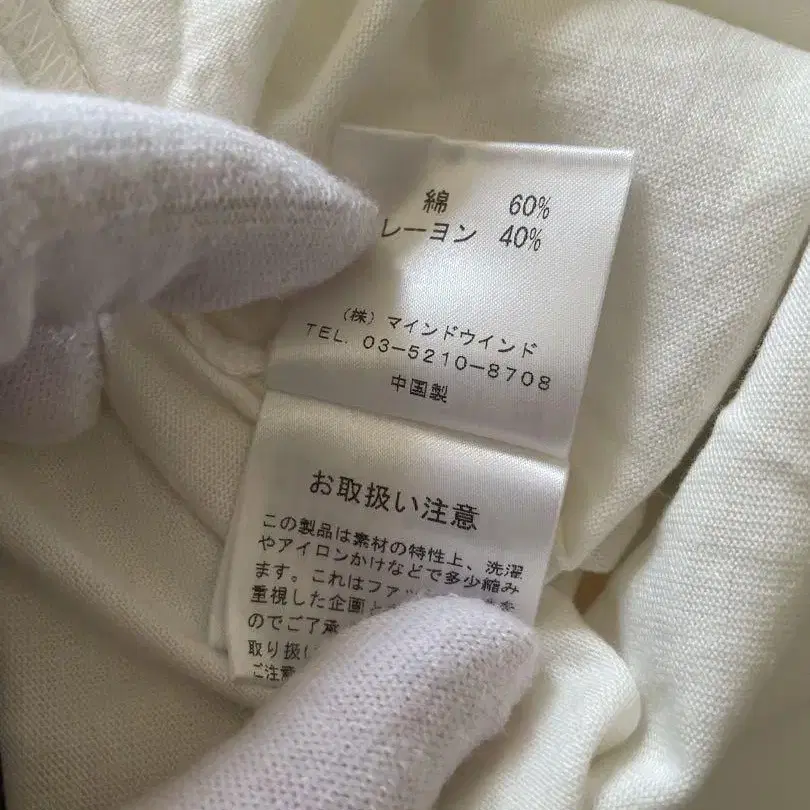 綿 60%
レーヨン 40%
(株) マインドウインド
TEL. 03-5210-8708
中国製
お取扱い注意
この製品は素材の特性上、洗濯
やアイロンかけなどで多少縮み
ます。これはファッ
重視した企画と
のでご了承
取り扱い
ご注意